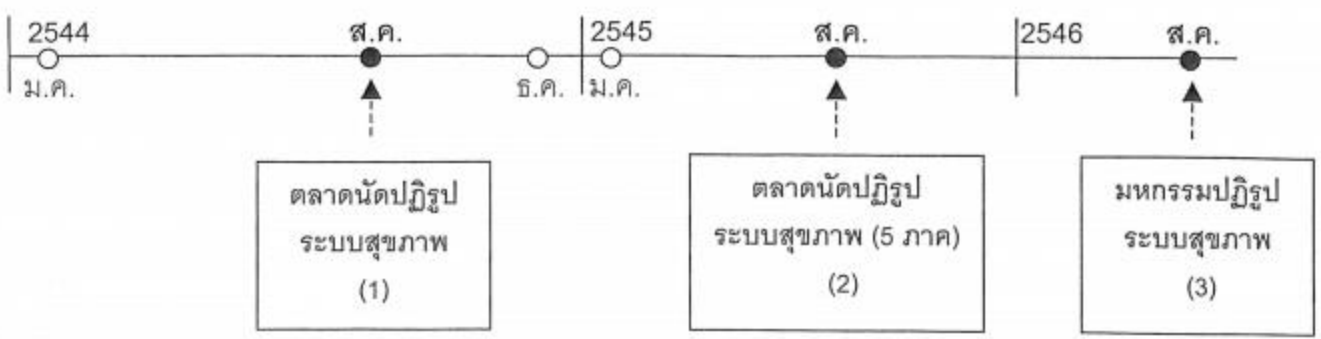 2544 ส.ค. 2545 ส.ค. 2546 ส.ค.
ม.ค. ธ.ค. ม.ค.
ตลาดนัดปฏิรูป
ระบบสุขภาพ
(1)
ตลาดนัดปฏิรูป
ระบบสุขภาพ (5 ภาค)
(2)
มหกรรมปฏิรูป
ระบบสุขภาพ
(3)